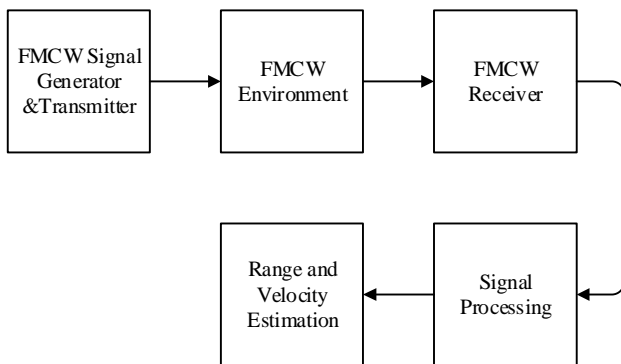 FMCW Signal
Generator
&Transmitter
FMCW
Environment
FMCW
Receiver
Signal
Processing
Range and
Velocity
Estimation